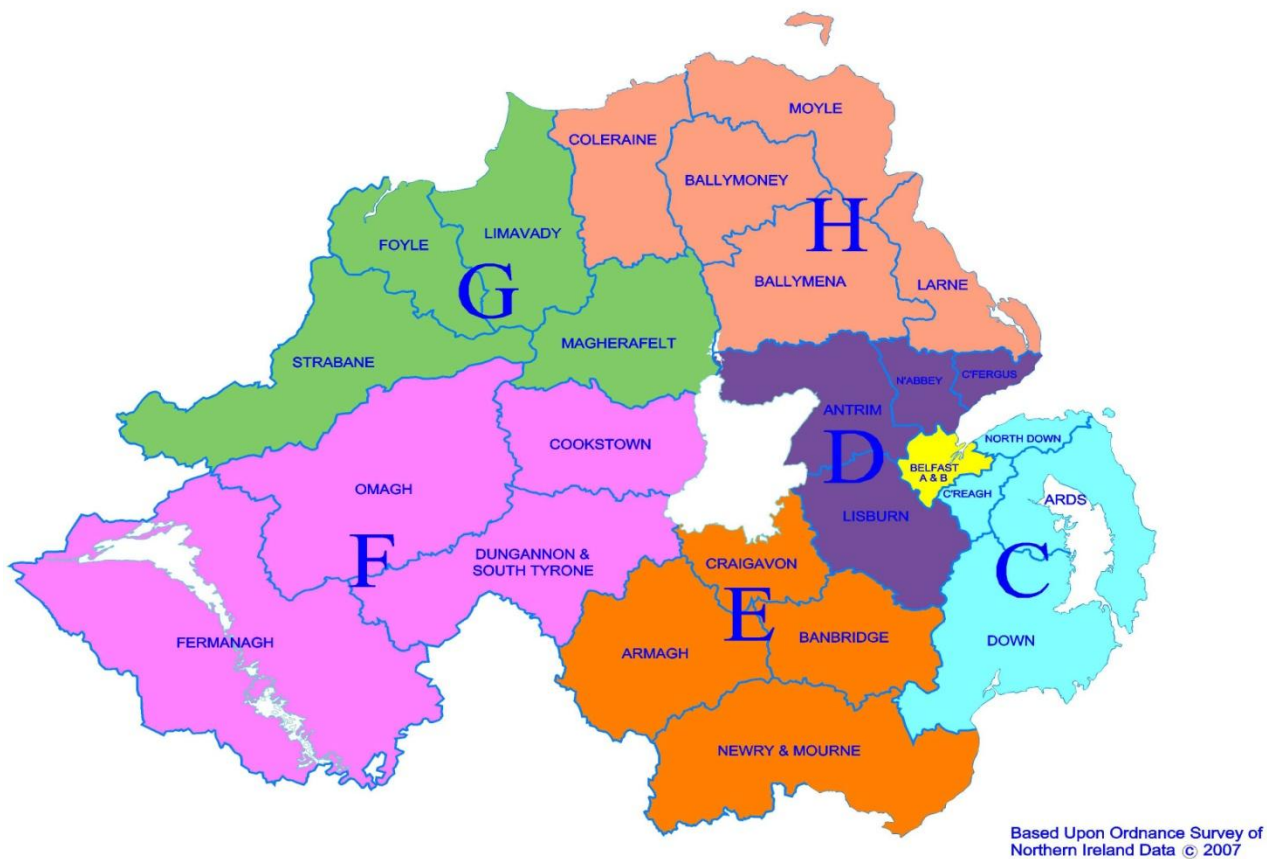 MOYLE
COLERAINE
BALLYMONEY
H
LIMAVADY
FOYLE
G
BALLYMENA
LARNE
MAGHERAFELT
STRABANE
N'ABBEY
C'FERGUS
ANTRIM
D
COOKSTOWN
NORTH DOWN
BELFAST
A & B
C'REAGH
OMAGH
ARDS
LISBURN
F
DUNGANNON &
SOUTH TYRONE
CRAIGAVON
C
E
BANBRIDGE
DOWN
FERMANAGH
ARMAGH
NEWRY & MOURNE
Based Upon Ordnance Survey of
Northern Ireland Data © 2007